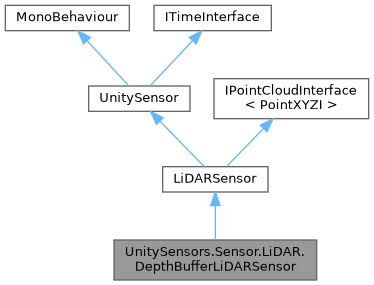 MonoBehaviour
ITimeInterface
UnitySensor
IPointCloudInterface
< PointXYZI >
LiDARSensor
UnitySensors.Sensor.LiDAR.
DepthBufferLiDARSensor